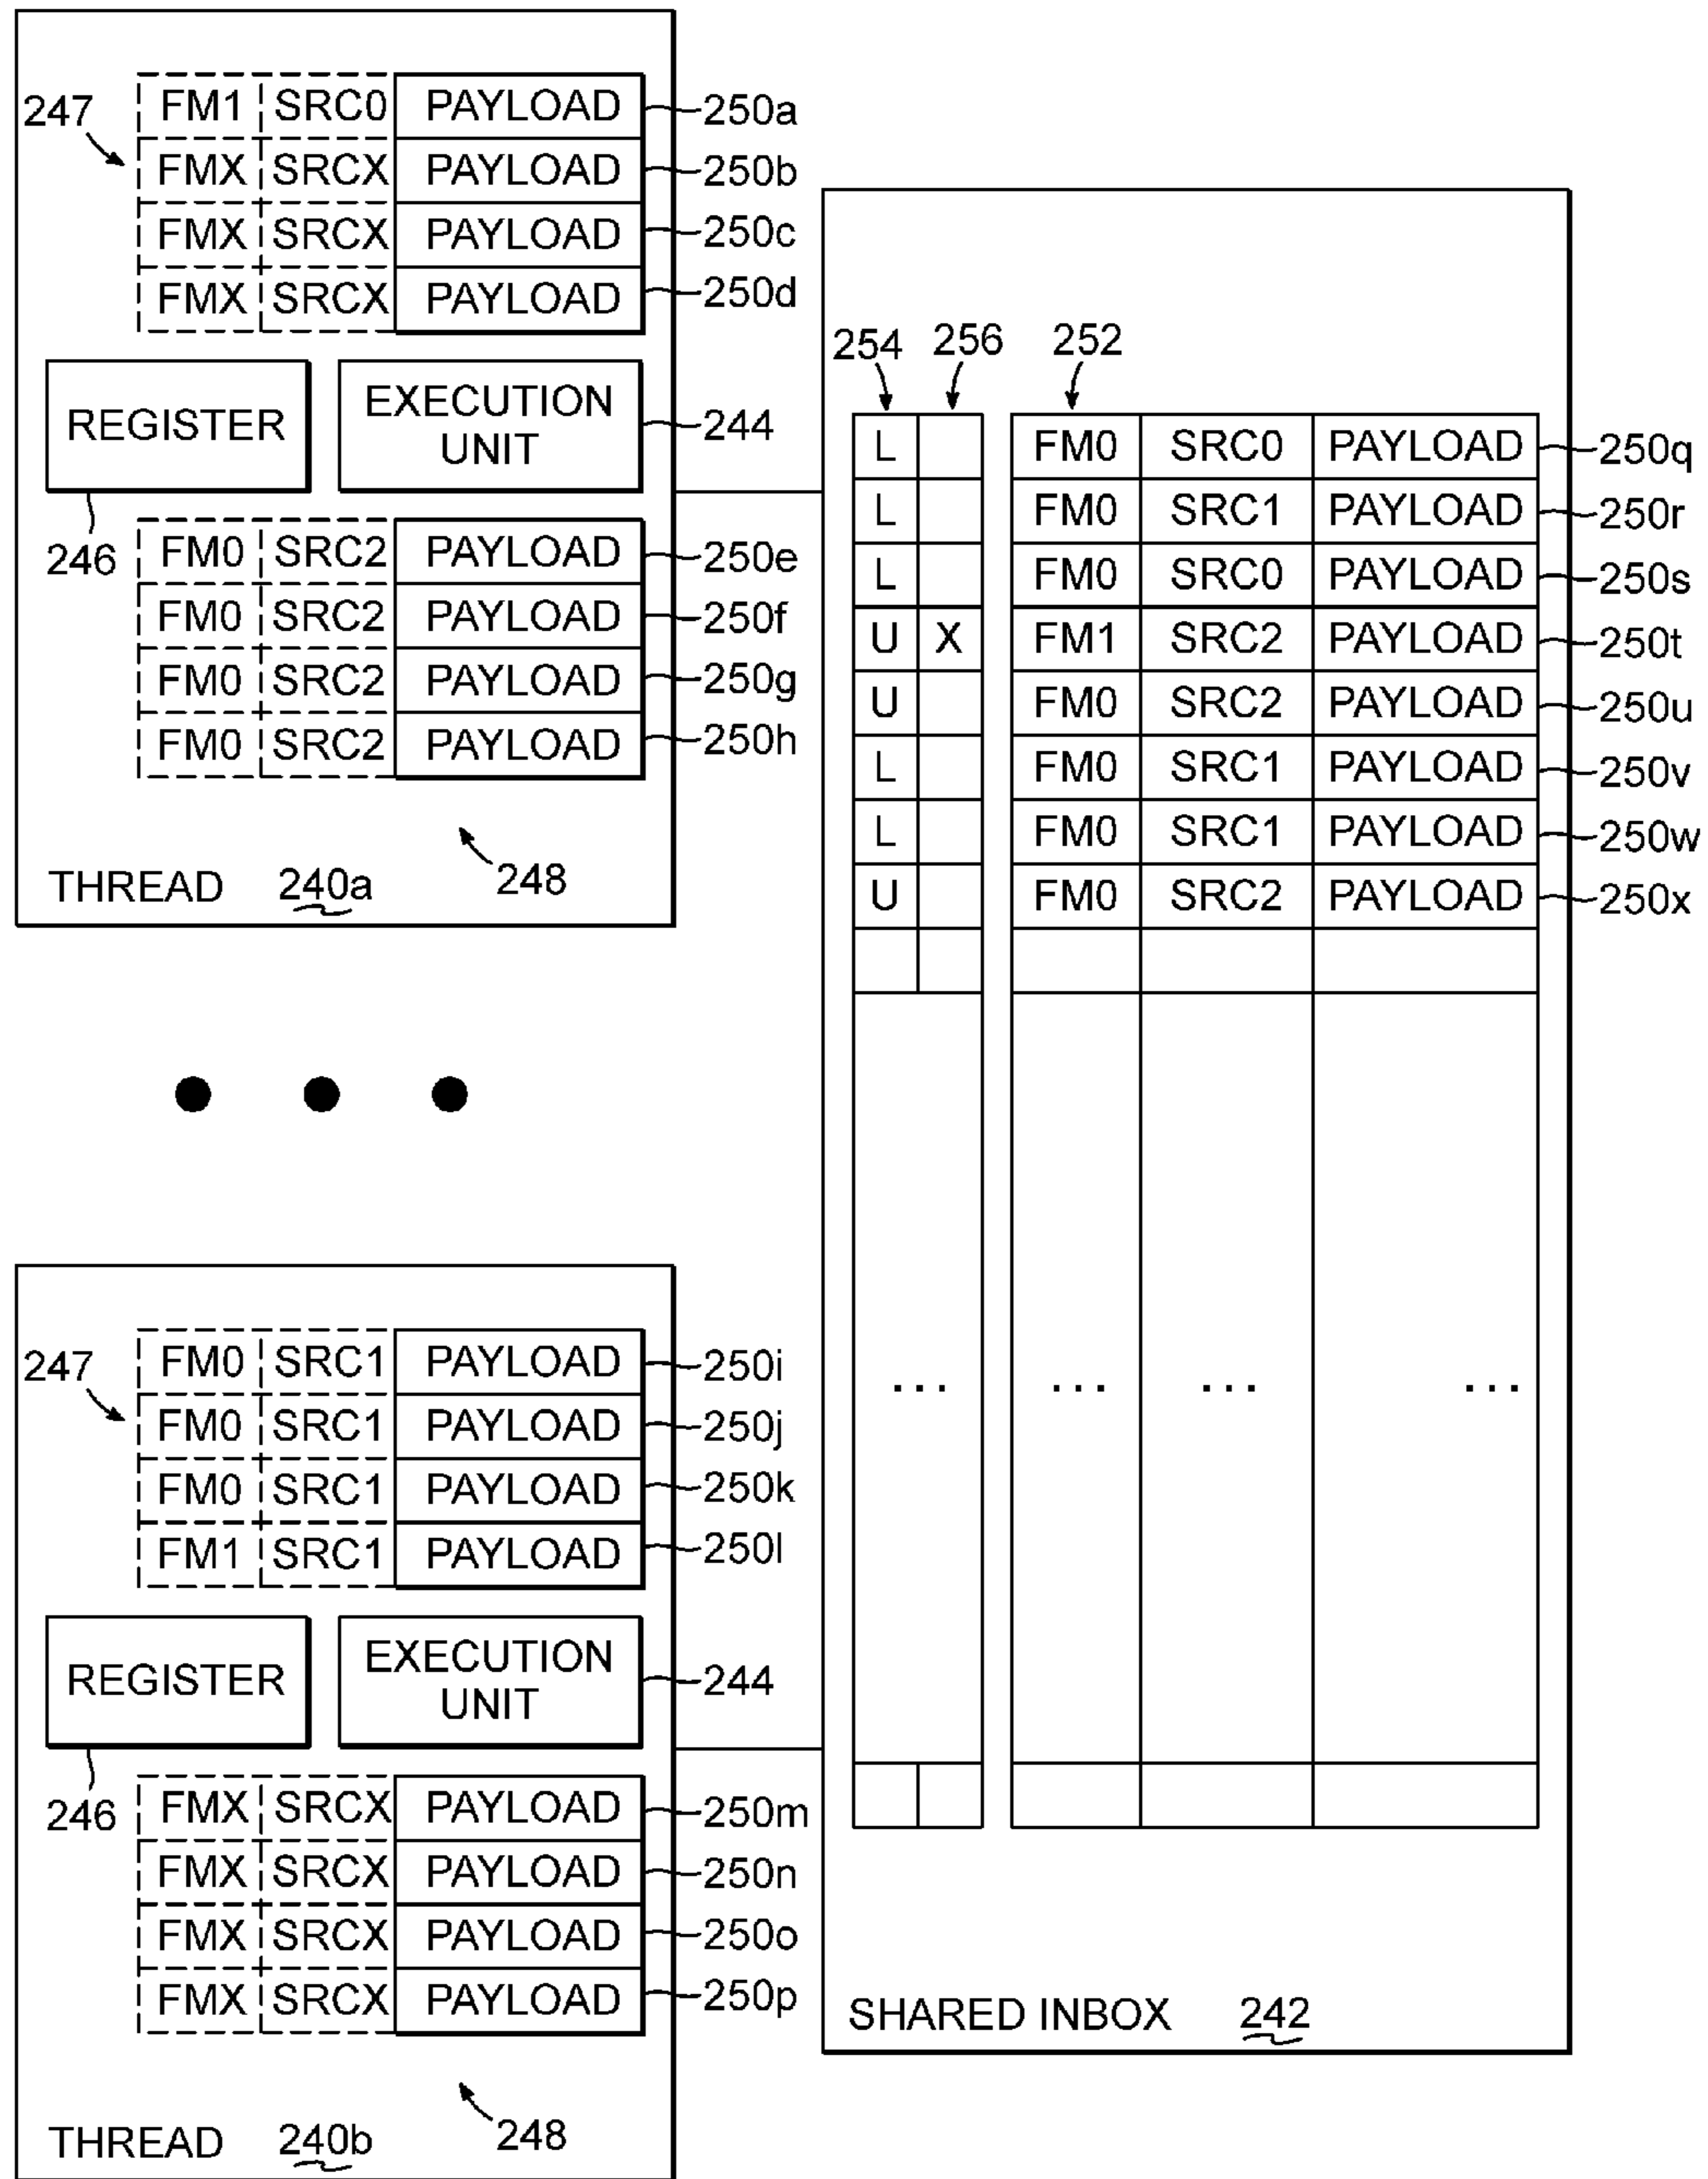 247
FM1 SRC0 PAYLOAD 250a
FMX SRCX PAYLOAD 250b
FMX SRCX PAYLOAD 250c
FMX SRCX PAYLOAD 250d
REGISTER
EXECUTION
UNIT
244
246
FM0 SRC2 PAYLOAD 250e
FM0 SRC2 PAYLOAD 250f
FM0 SRC2 PAYLOAD 250g
FM0 SRC2 PAYLOAD 250h
THREAD 240a
248
247
FM0 SRC1 PAYLOAD 250i
FM0 SRC1 PAYLOAD 250j
FM0 SRC1 PAYLOAD 250k
FM1 SRC1 PAYLOAD 250l
REGISTER
EXECUTION
UNIT
244
246
FMX SRCX PAYLOAD 250m
FMX SRCX PAYLOAD 250n
FMX SRCX PAYLOAD 250o
FMX SRCX PAYLOAD 250p
THREAD 240b
248
254 256 252
L FM0 SRC0 PAYLOAD 250q
L FM0 SRC1 PAYLOAD 250r
L FM0 SRC0 PAYLOAD 250s
U X FM1 SRC2 PAYLOAD 250t
U FM0 SRC2 PAYLOAD 250u
L FM0 SRC1 PAYLOAD 250v
L FM0 SRC1 PAYLOAD 250w
U FM0 SRC2 PAYLOAD 250x
... ... ... ...
SHARED INBOX 242